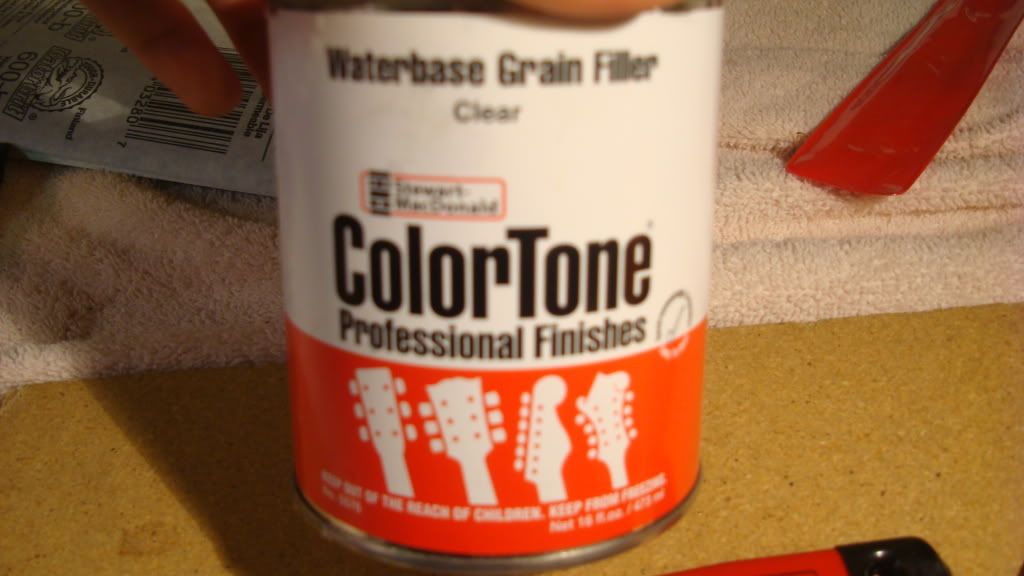 Waterbase Grain Filler
Clear
Stewart-
MacDonald
ColorTone
Professional Finishes
KEEP OUT OF THE REACH OF CHILDREN. KEEP FROM FREEZING.
Net 16 fl.oz. / 473 ml
600